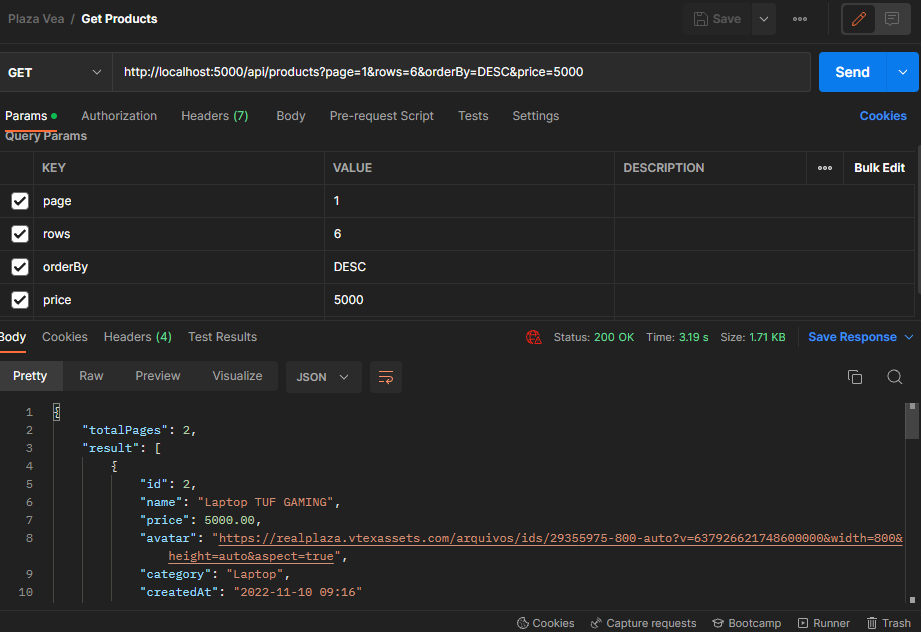 Plaza Vea / Get Products
Save
GET
http://localhost:5000/api/products?page=1&rows=6&orderBy=DESC&price=5000
Send
Params Authorization Headers (7) Body Pre-request Script Tests Settings Cookies
Query Params
KEY VALUE DESCRIPTION Bulk Edit
page 1
rows 6
orderBy DESC
price 5000
Body Cookies Headers (4) Test Results Status: 200 OK Time: 3.19 s Size: 1.71 KB Save Response
Pretty Raw Preview Visualize JSON
1 {
2 "totalPages": 2,
3 "result": [
4 {
5 "id": 2,
6 "name": "Laptop TUF GAMING",
7 "price": 5000.00,
8 "avatar": "https://realplaza.vtexassets.com/arquivos/ids/29355975-800-auto?v=637926621748600000&width=800&
height=auto&aspect=true",
9 "category": "Laptop",
10 "createdAt": "2022-11-10 09:16"
Cookies Capture requests Bootcamp Runner Trash